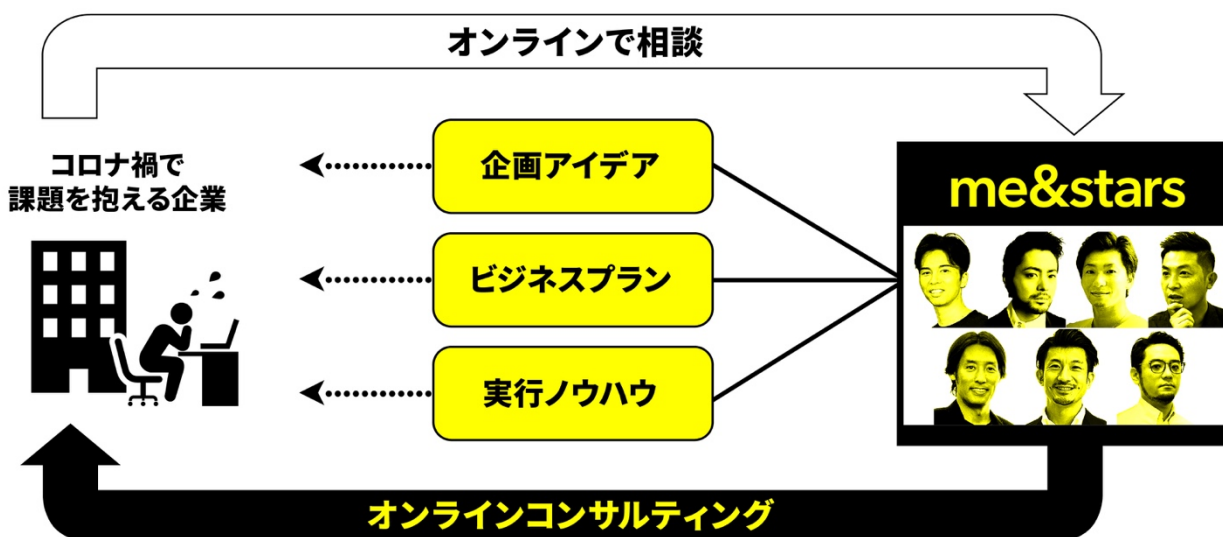 オンラインで相談
コロナ禍で
課題を抱える企業
企画アイデア
ビジネスプラン
実行ノウハウ
me&stars
オンラインコンサルティング